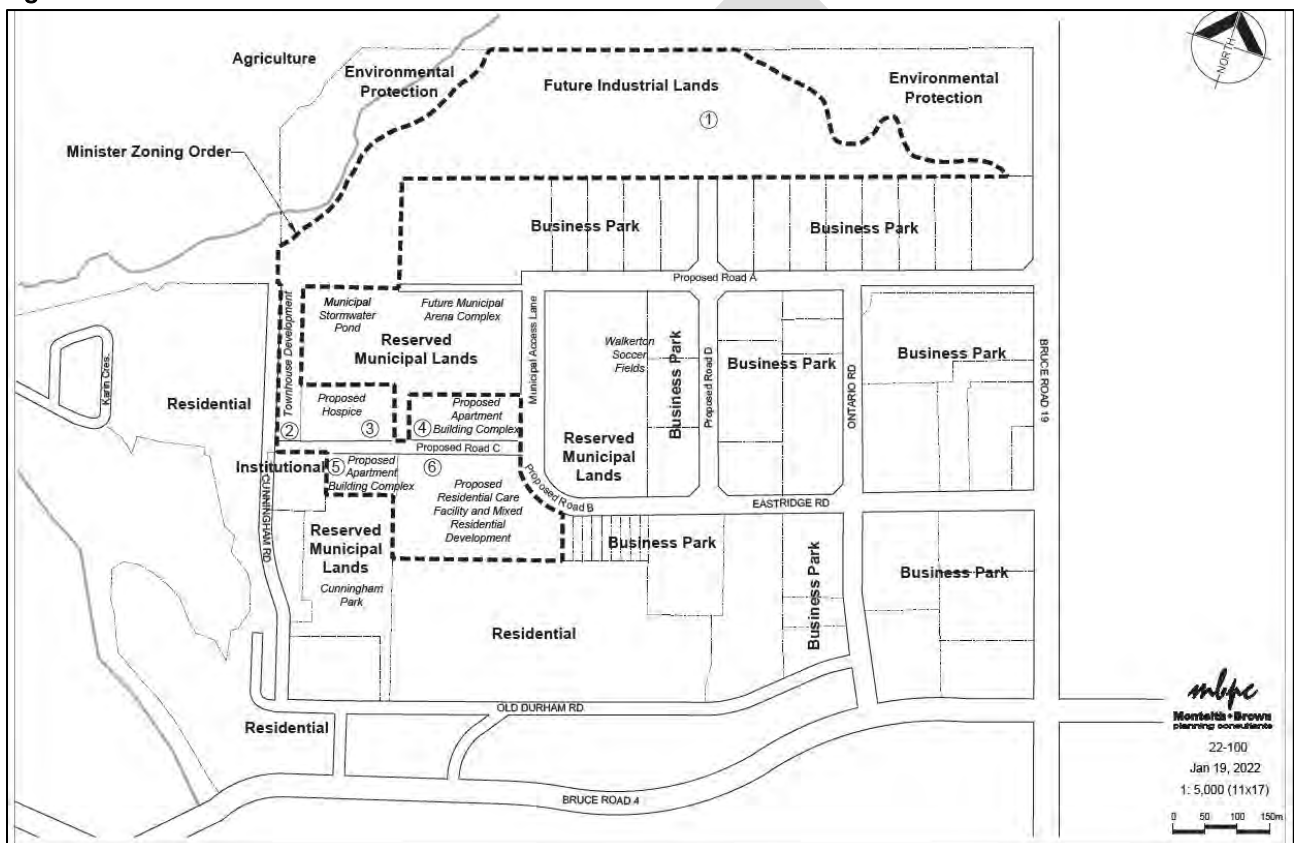 Agriculture
Environmental
Protection
Future Industrial Lands
Environmental
Protection
NORTH
1
Minister Zoning Order
Business Park
Business Park
Proposed Road A
Municipal
Stormwater
Pond
Future Municipal
Arena Complex
Reserved
Municipal Lands
Townhouse Development
Municipal Access Lane
Walkerton
Soccer
Fields
Business Park
Proposed Road D
Business Park
ONTARIO RD
Business Park
BRUCE ROAD 19
Karin Cres.
Residential
Proposed
Hospice
Proposed
Apartment
Building Complex
2
3
4
Proposed Road C
Reserved
Municipal
Lands
Institutional
5
Proposed
Apartment
Building Complex
6
Proposed
Residential Care
Facility and Mixed
Residential
Development
Proposed Road B
EASTRIDGE RD
CUNNINGHAM RD
Reserved
Municipal
Lands
Cunningham
Park
Business Park
Business Park
Business Park
Residential
OLD DURHAM RD
Residential
BRUCE ROAD 4
mbpc
Monteith•Brown
planning consultants
22-100
Jan 19, 2022
1: 5,000 (11x17)
0 50 100 150m